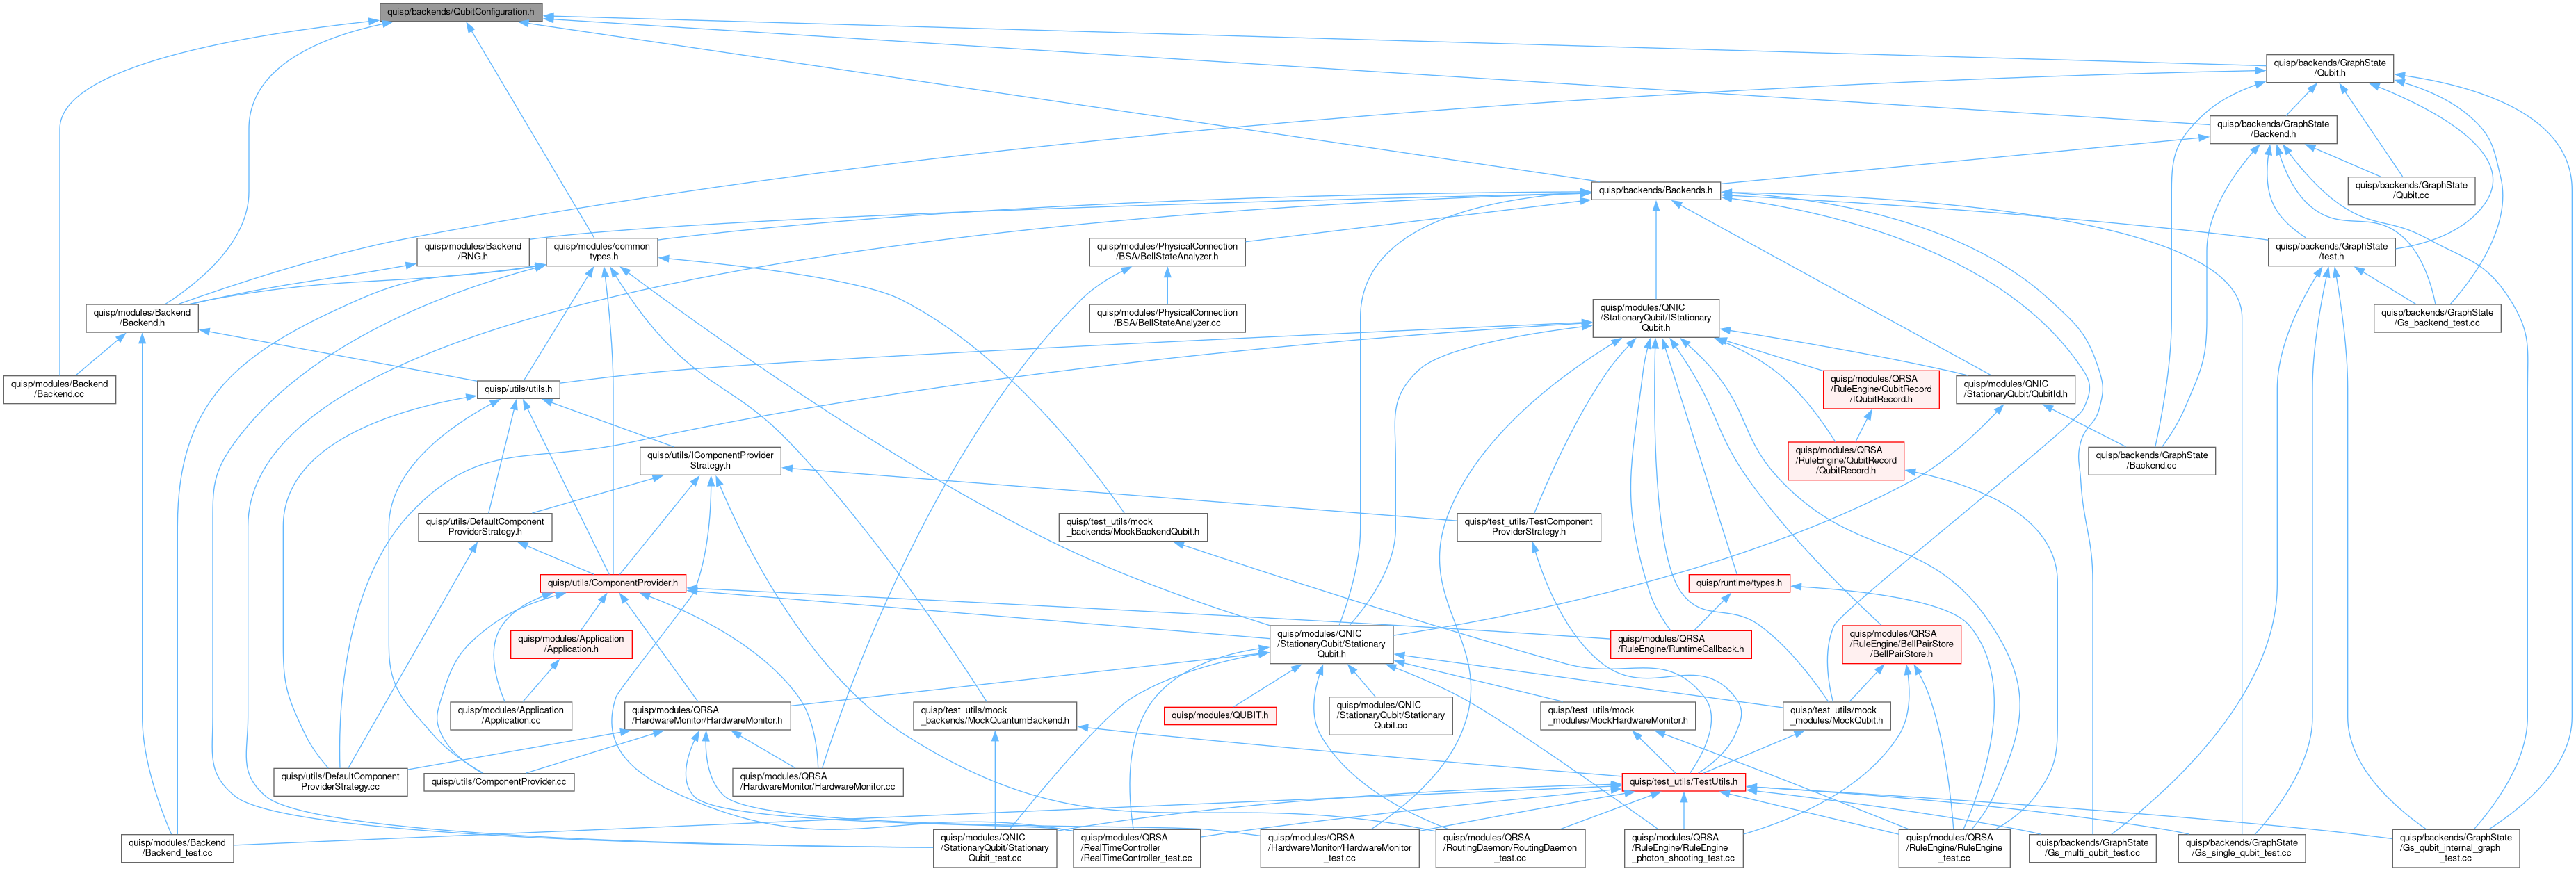 quisp/backends/QubitConfiguration.h
quisp/backends/GraphState
/Qubit.h
quisp/backends/GraphState
/Backend.h
quisp/backends/Backends.h
quisp/backends/GraphState
/Qubit.cc
quisp/modules/Backend
/RNG.h
quisp/modules/common
_types.h
quisp/modules/PhysicalConnection
/BSA/BellStateAnalyzer.h
quisp/backends/GraphState
/test.h
quisp/modules/Backend
/Backend.h
quisp/modules/PhysicalConnection
/BSA/BellStateAnalyzer.cc
quisp/modules/QNIC
/StationaryQubit/IStationary
Qubit.h
quisp/backends/GraphState
/Gs_backend_test.cc
quisp/modules/Backend
/Backend.cc
quisp/utils/utils.h
quisp/modules/QRSA
/RuleEngine/QubitRecord
/IQubitRecord.h
quisp/modules/QNIC
/StationaryQubit/QubitId.h
quisp/utils/IComponentProvider
Strategy.h
quisp/modules/QRSA
/RuleEngine/QubitRecord
/QubitRecord.h
quisp/backends/GraphState
/Backend.cc
quisp/utils/DefaultComponent
ProviderStrategy.h
quisp/test_utils/mock
_backends/MockBackendQubit.h
quisp/test_utils/TestComponent
ProviderStrategy.h
quisp/utils/ComponentProvider.h
quisp/runtime/types.h
quisp/modules/Application
/Application.h
quisp/modules/QNIC
/StationaryQubit/Stationary
Qubit.h
quisp/modules/QRSA
/RuleEngine/RuntimeCallback.h
quisp/modules/QRSA
/RuleEngine/BellPairStore
/BellPairStore.h
quisp/modules/Application
/Application.cc
quisp/modules/QRSA
/HardwareMonitor/HardwareMonitor.h
quisp/test_utils/mock
_backends/MockQuantumBackend.h
quisp/modules/QUBIT.h
quisp/modules/QNIC
/StationaryQubit/Stationary
Qubit.cc
quisp/test_utils/mock
_modules/MockHardwareMonitor.h
quisp/test_utils/mock
_modules/MockQubit.h
quisp/utils/DefaultComponent
ProviderStrategy.cc
quisp/utils/ComponentProvider.cc
quisp/modules/QRSA
/HardwareMonitor/HardwareMonitor.cc
quisp/test_utils/TestUtils.h
quisp/modules/Backend
/Backend_test.cc
quisp/modules/QNIC
/StationaryQubit/Stationary
Qubit_test.cc
quisp/modules/QRSA
/RealTimeController
/RealTimeController_test.cc
quisp/modules/QRSA
/HardwareMonitor/HardwareMonitor
_test.cc
quisp/modules/QRSA
/RoutingDaemon/RoutingDaemon
_test.cc
quisp/modules/QRSA
/RuleEngine/RuleEngine
_photon_shooting_test.cc
quisp/modules/QRSA
/RuleEngine/RuleEngine
_test.cc
quisp/backends/GraphState
/Gs_multi_qubit_test.cc
quisp/backends/GraphState
/Gs_single_qubit_test.cc
quisp/backends/GraphState
/Gs_qubit_internal_graph
_test.cc